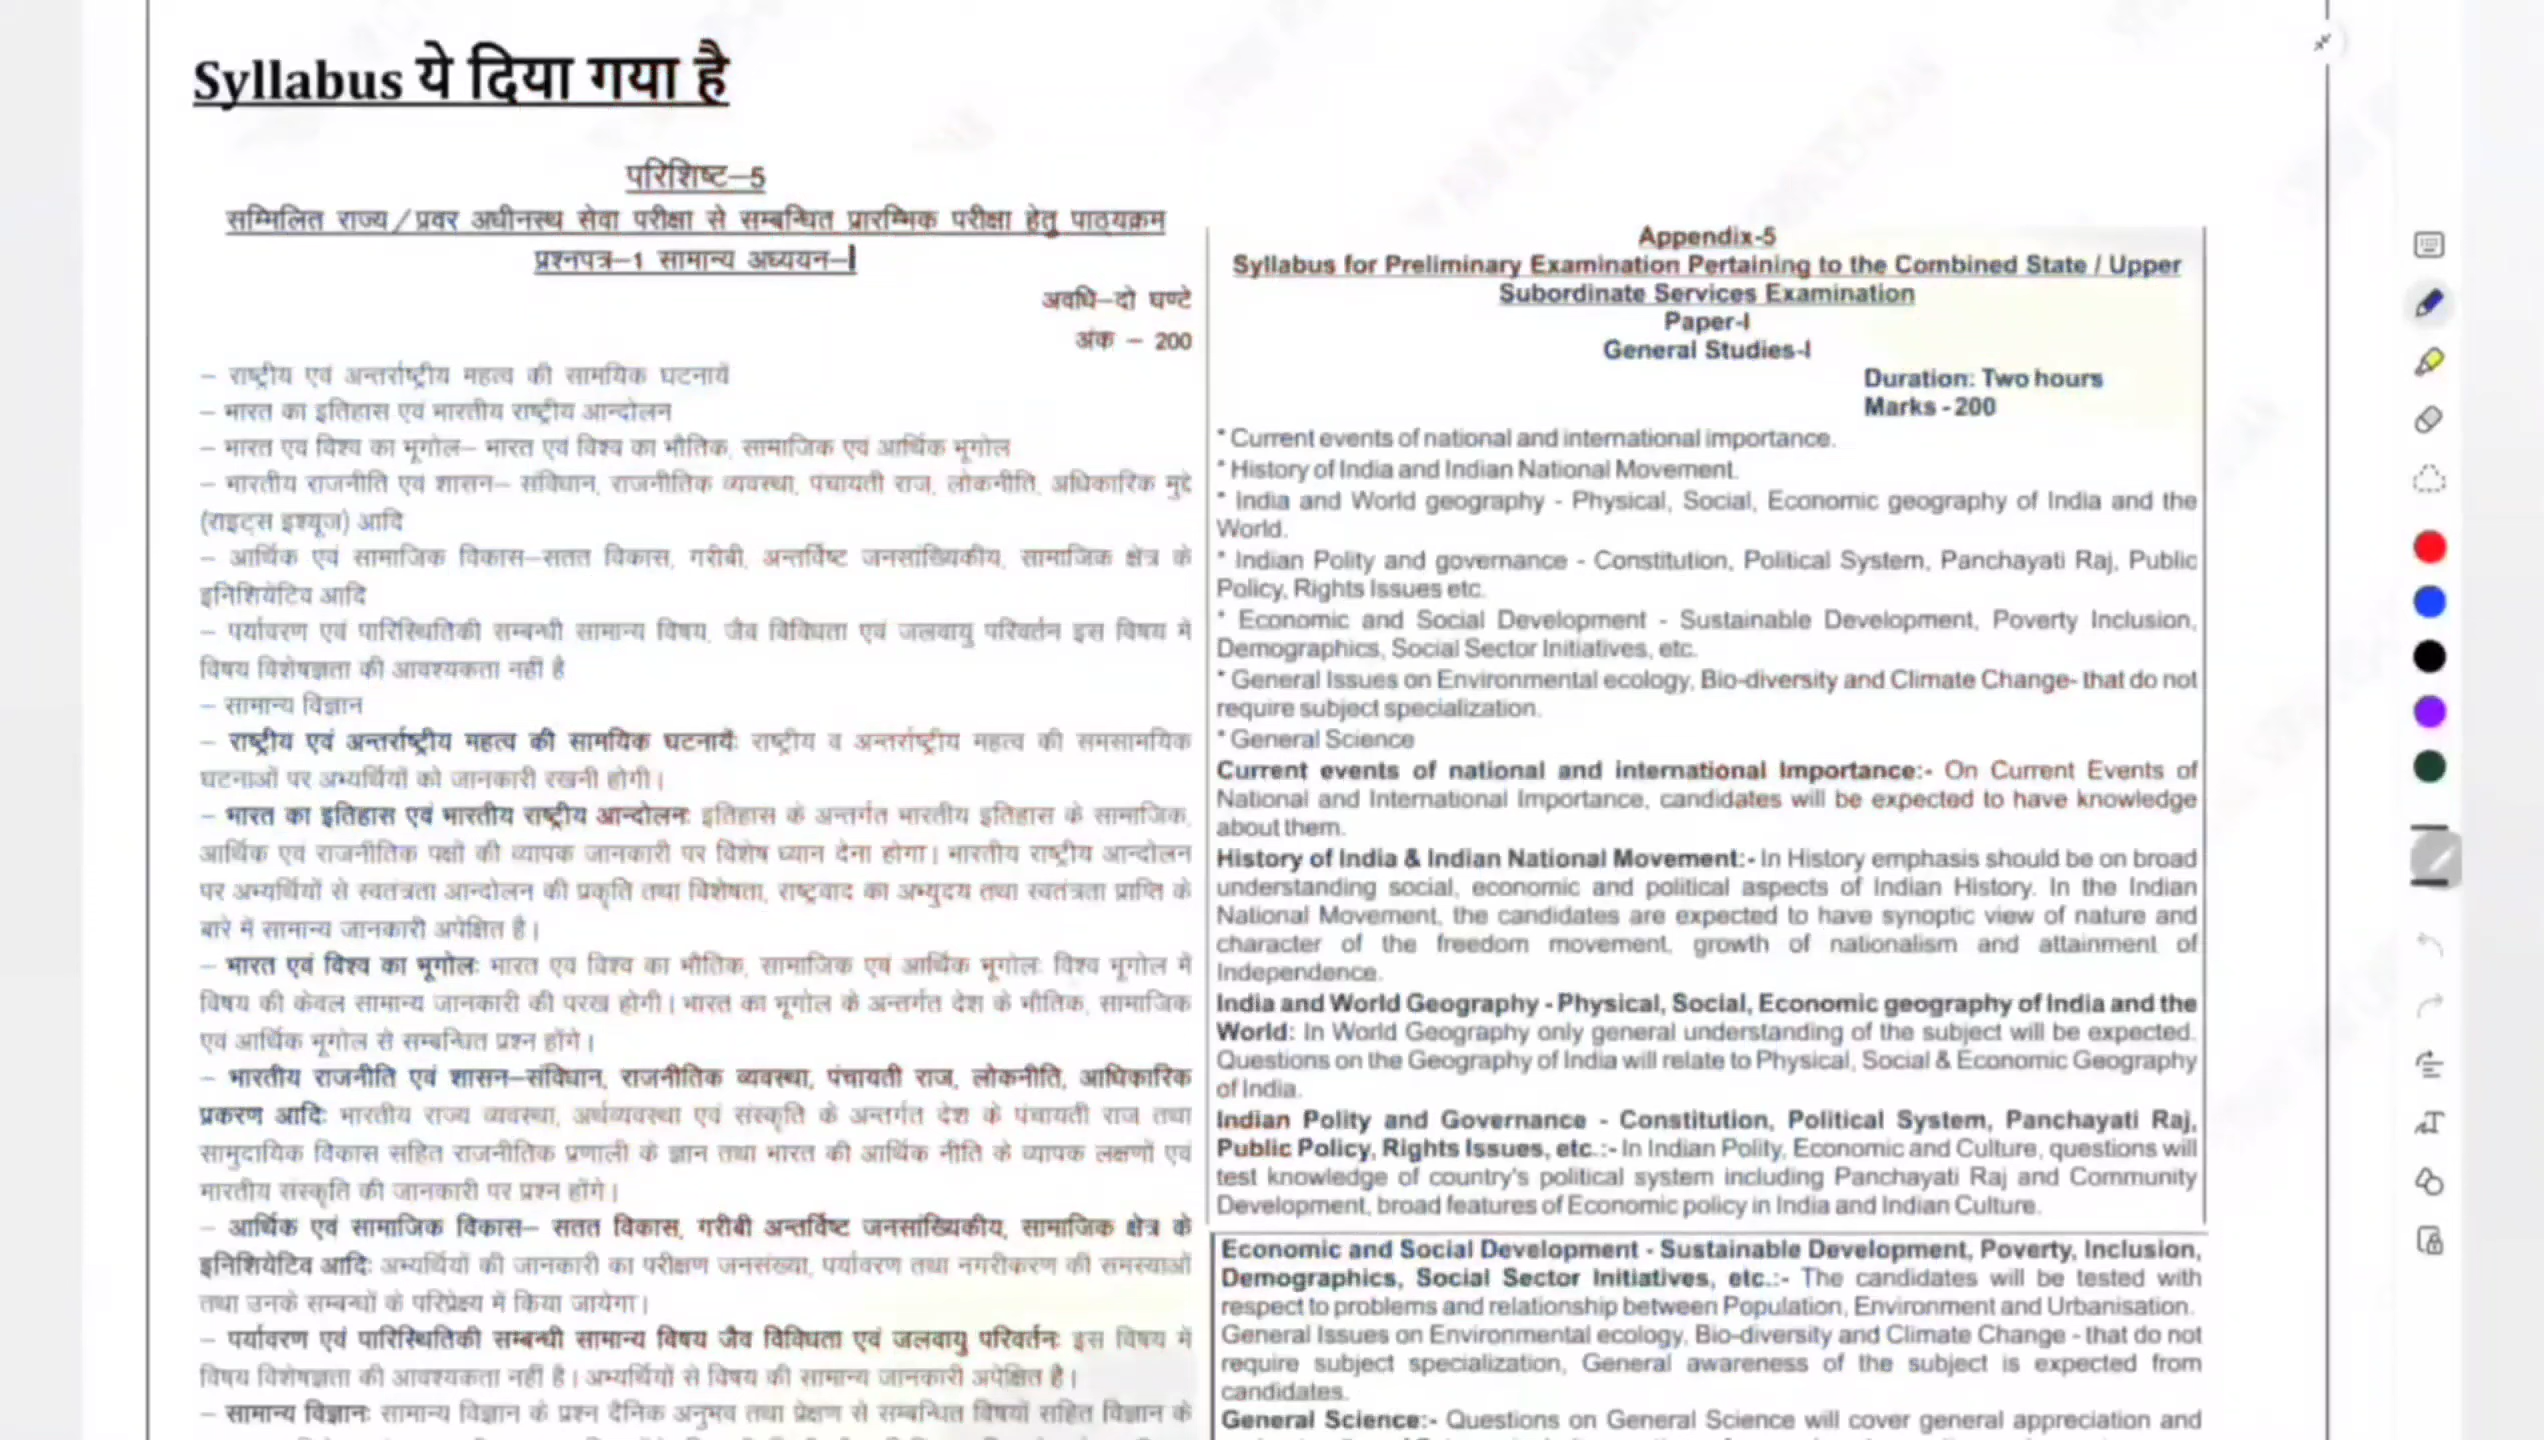 Syllabus ये दिया गया है
परिशिष्ट–5
सम्मिलित राज्य/प्रवर अधीनस्थ सेवा परीक्षा से सम्बन्धित प्रारम्भिक परीक्षा हेतु पाठ्यक्रम
प्रश्नपत्र–1 सामान्य अध्ययन–I
अवधि–दो घण्टे
अंक – 200
– राष्ट्रीय एवं अन्तर्राष्ट्रीय महत्व की सामयिक घटनायें
– भारत का इतिहास एवं भारतीय राष्ट्रीय आन्दोलन
– भारत एवं विश्व का भूगोल– भारत एवं विश्व का भौतिक, सामाजिक एवं आर्थिक भूगोल
– भारतीय राजनीति एवं शासन– संविधान, राजनीतिक व्यवस्था, पंचायती राज, लोकनीति, अधिकारिक मुद्दे
(राइट्स इश्यूज) आदि
– आर्थिक एवं सामाजिक विकास–सतत विकास, गरीबी, अन्तर्विष्ट जनसांख्यिकीय, सामाजिक क्षेत्र के
इनिशियेटिव आदि
– पर्यावरण एवं पारिस्थितिकी सम्बन्धी सामान्य विषय, जैव विविधता एवं जलवायु परिवर्तन इस विषय में
विषय विशेषज्ञता की आवश्यकता नहीं है
– सामान्य विज्ञान
– राष्ट्रीय एवं अन्तर्राष्ट्रीय महत्व की सामयिक घटनायें: राष्ट्रीय व अन्तर्राष्ट्रीय महत्व की समसामयिक
घटनाओं पर अभ्यर्थियों को जानकारी रखनी होगी।
– भारत का इतिहास एवं भारतीय राष्ट्रीय आन्दोलन: इतिहास के अन्तर्गत भारतीय इतिहास के सामाजिक,
आर्थिक एवं राजनीतिक पक्षों की व्यापक जानकारी पर विशेष ध्यान देना होगा। भारतीय राष्ट्रीय आन्दोलन
पर अभ्यर्थियों से स्वतंत्रता आन्दोलन की प्रकृति तथा विशेषता, राष्ट्रवाद का अभ्युदय तथा स्वतंत्रता प्राप्ति के
बारे में सामान्य जानकारी अपेक्षित है।
– भारत एवं विश्व का भूगोल: भारत एवं विश्व का भौतिक, सामाजिक एवं आर्थिक भूगोल: विश्व भूगोल में
विषय की केवल सामान्य जानकारी की परख होगी। भारत का भूगोल के अन्तर्गत देश के भौतिक, सामाजिक
एवं आर्थिक भूगोल से सम्बन्धित प्रश्न होंगे।
– भारतीय राजनीति एवं शासन–संविधान, राजनीतिक व्यवस्था, पंचायती राज, लोकनीति, आधिकारिक
प्रकरण आदि: भारतीय राज्य व्यवस्था, अर्थव्यवस्था एवं संस्कृति के अन्तर्गत देश के पंचायती राज तथा
सामुदायिक विकास सहित राजनीतिक प्रणाली के ज्ञान तथा भारत की आर्थिक नीति के व्यापक लक्षणों एवं
भारतीय संस्कृति की जानकारी पर प्रश्न होंगे।
– आर्थिक एवं सामाजिक विकास– सतत विकास, गरीबी अन्तर्विष्ट जनसांख्यिकीय, सामाजिक क्षेत्र के
इनिशियेटिव आदि: अभ्यर्थियों की जानकारी का परीक्षण जनसंख्या, पर्यावरण तथा नगरीकरण की समस्याओं
तथा उनके सम्बन्धों के परिप्रेक्ष्य में किया जायेगा।
– पर्यावरण एवं पारिस्थितिकी सम्बन्धी सामान्य विषय जैव विविधता एवं जलवायु परिवर्तन: इस विषय में
विषय विशेषज्ञता की आवश्यकता नहीं है। अभ्यर्थियों से विषय की सामान्य जानकारी अपेक्षित है।
– सामान्य विज्ञान: सामान्य विज्ञान के प्रश्न दैनिक अनुभव तथा प्रेक्षण से सम्बन्धित विषयों सहित विज्ञान के
Appendix-5
Syllabus for Preliminary Examination Pertaining to the Combined State / Upper
Subordinate Services Examination
Paper-I
General Studies-I
Duration: Two hours
Marks - 200
* Current events of national and international importance.
* History of India and Indian National Movement.
* India and World geography - Physical, Social, Economic geography of India and the
World.
* Indian Polity and governance - Constitution, Political System, Panchayati Raj, Public
Policy, Rights Issues etc.
* Economic and Social Development - Sustainable Development, Poverty Inclusion,
Demographics, Social Sector Initiatives, etc.
* General Issues on Environmental ecology, Bio-diversity and Climate Change- that do not
require subject specialization.
* General Science
Current events of national and international Importance:- On Current Events of
National and International Importance, candidates will be expected to have knowledge
about them.
History of India & Indian National Movement:- In History emphasis should be on broad
understanding social, economic and political aspects of Indian History. In the Indian
National Movement, the candidates are expected to have synoptic view of nature and
character of the freedom movement, growth of nationalism and attainment of
Independence.
India and World Geography - Physical, Social, Economic geography of India and the
World: In World Geography only general understanding of the subject will be expected.
Questions on the Geography of India will relate to Physical, Social & Economic Geography
of India.
Indian Polity and Governance - Constitution, Political System, Panchayati Raj,
Public Policy, Rights Issues, etc.:- In Indian Polity, Economic and Culture, questions will
test knowledge of country's political system including Panchayati Raj and Community
Development, broad features of Economic policy in India and Indian Culture.
Economic and Social Development - Sustainable Development, Poverty, Inclusion,
Demographics, Social Sector Initiatives, etc.:- The candidates will be tested with
respect to problems and relationship between Population, Environment and Urbanisation.
General Issues on Environmental ecology, Bio-diversity and Climate Change - that do not
require subject specialization, General awareness of the subject is expected from
candidates.
General Science:- Questions on General Science will cover general appreciation and